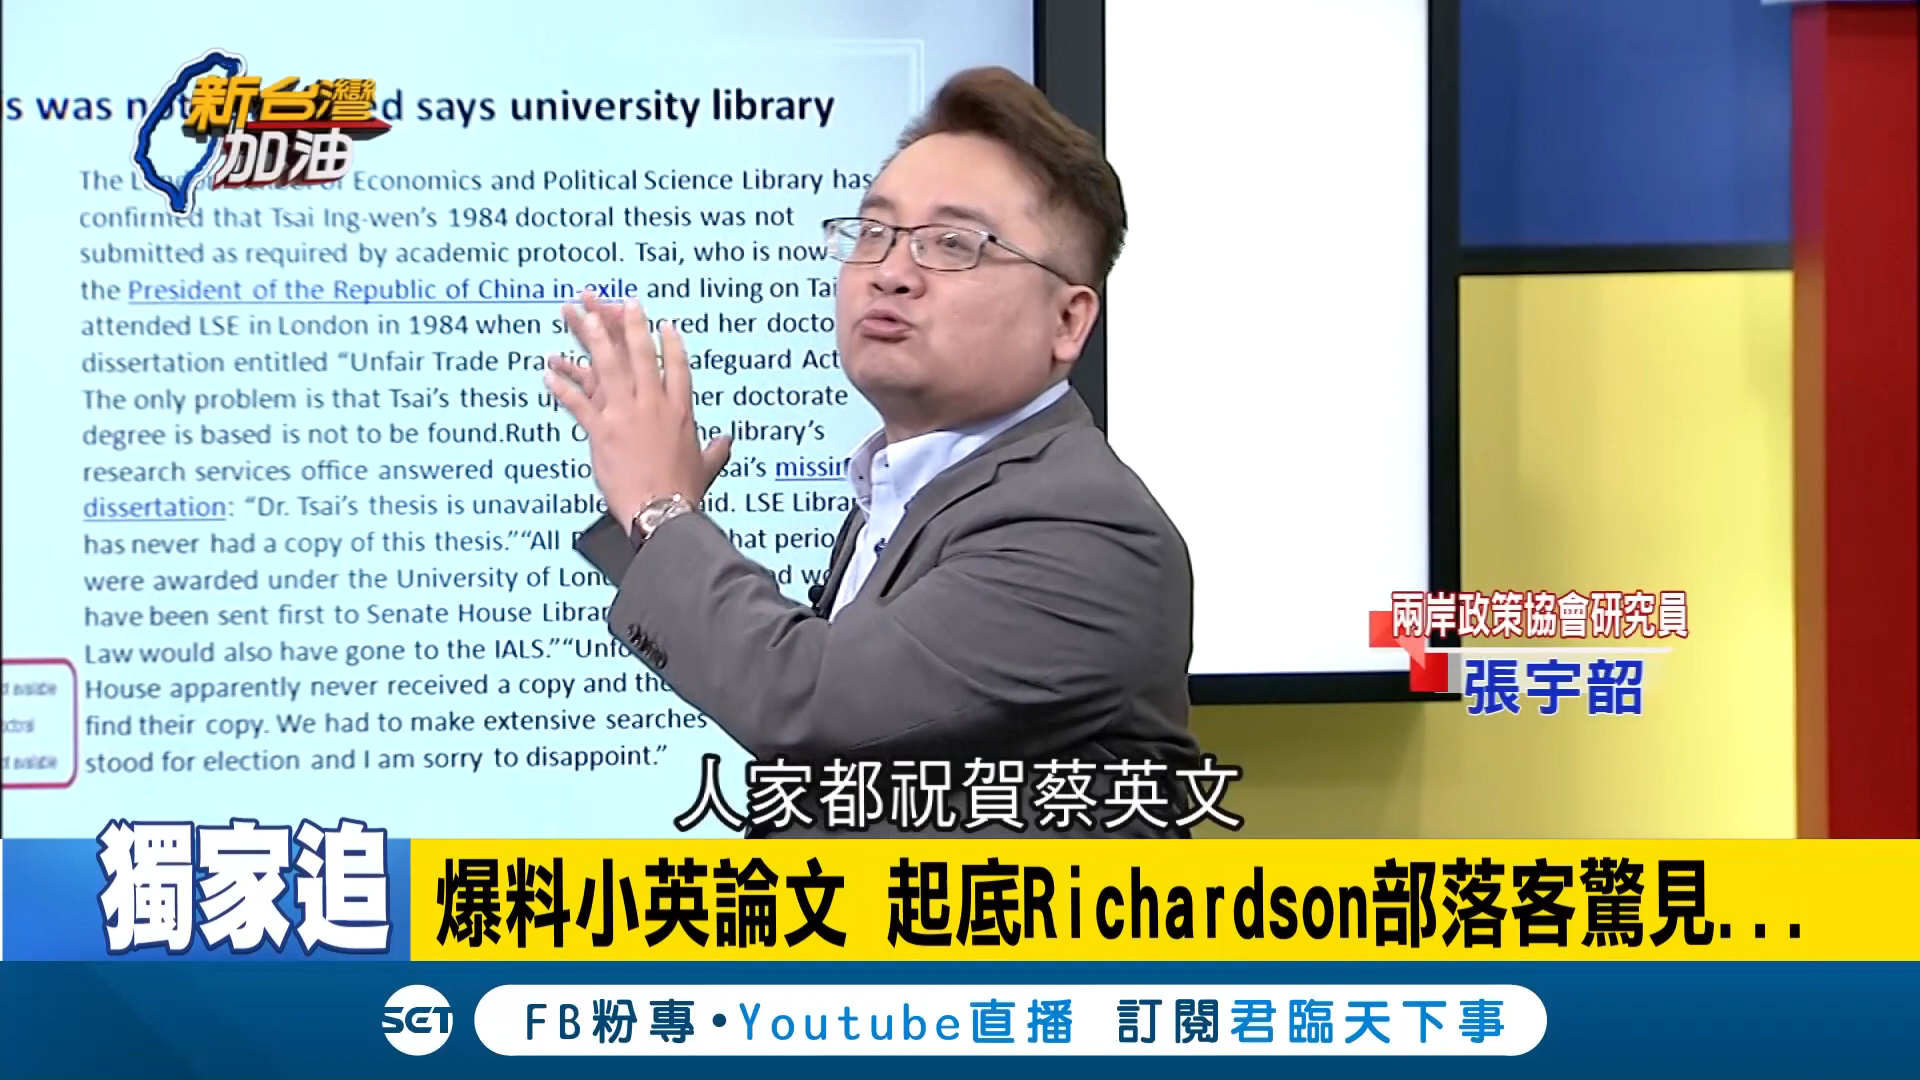 新台灣
加油
s was not d says university library
The London School of Economics and Political Science Library has
confirmed that Tsai Ing-wen's 1984 doctoral thesis was not
submitted as required by academic protocol. Tsai, who is now
the President of the Republic of China in-exile and living on Tai
attended LSE in London in 1984 when s red her docto
dissertation entitled “Unfair Trade Practic afeguard Act
The only problem is that Tsai's thesis up her doctorate
degree is based is not to be found.Ruth O he library's
research services office answered questio sai's missin
dissertation: “Dr. Tsai's thesis is unavailable aid. LSE Librar
has never had a copy of this thesis.”“All hat perio
were awarded under the University of Lon d wo
have been sent first to Senate House Librar
Law would also have gone to the IALS.”“Unfo
House apparently never received a copy and the
find their copy. We had to make extensive searches
stood for election and I am sorry to disappoint.”
兩岸政策協會研究員
張宇韶
人家都祝賀蔡英文
獨家追
爆料小英論文 起底Richardson部落客驚見...
SET FB粉專•Youtube直播 訂閱君臨天下事